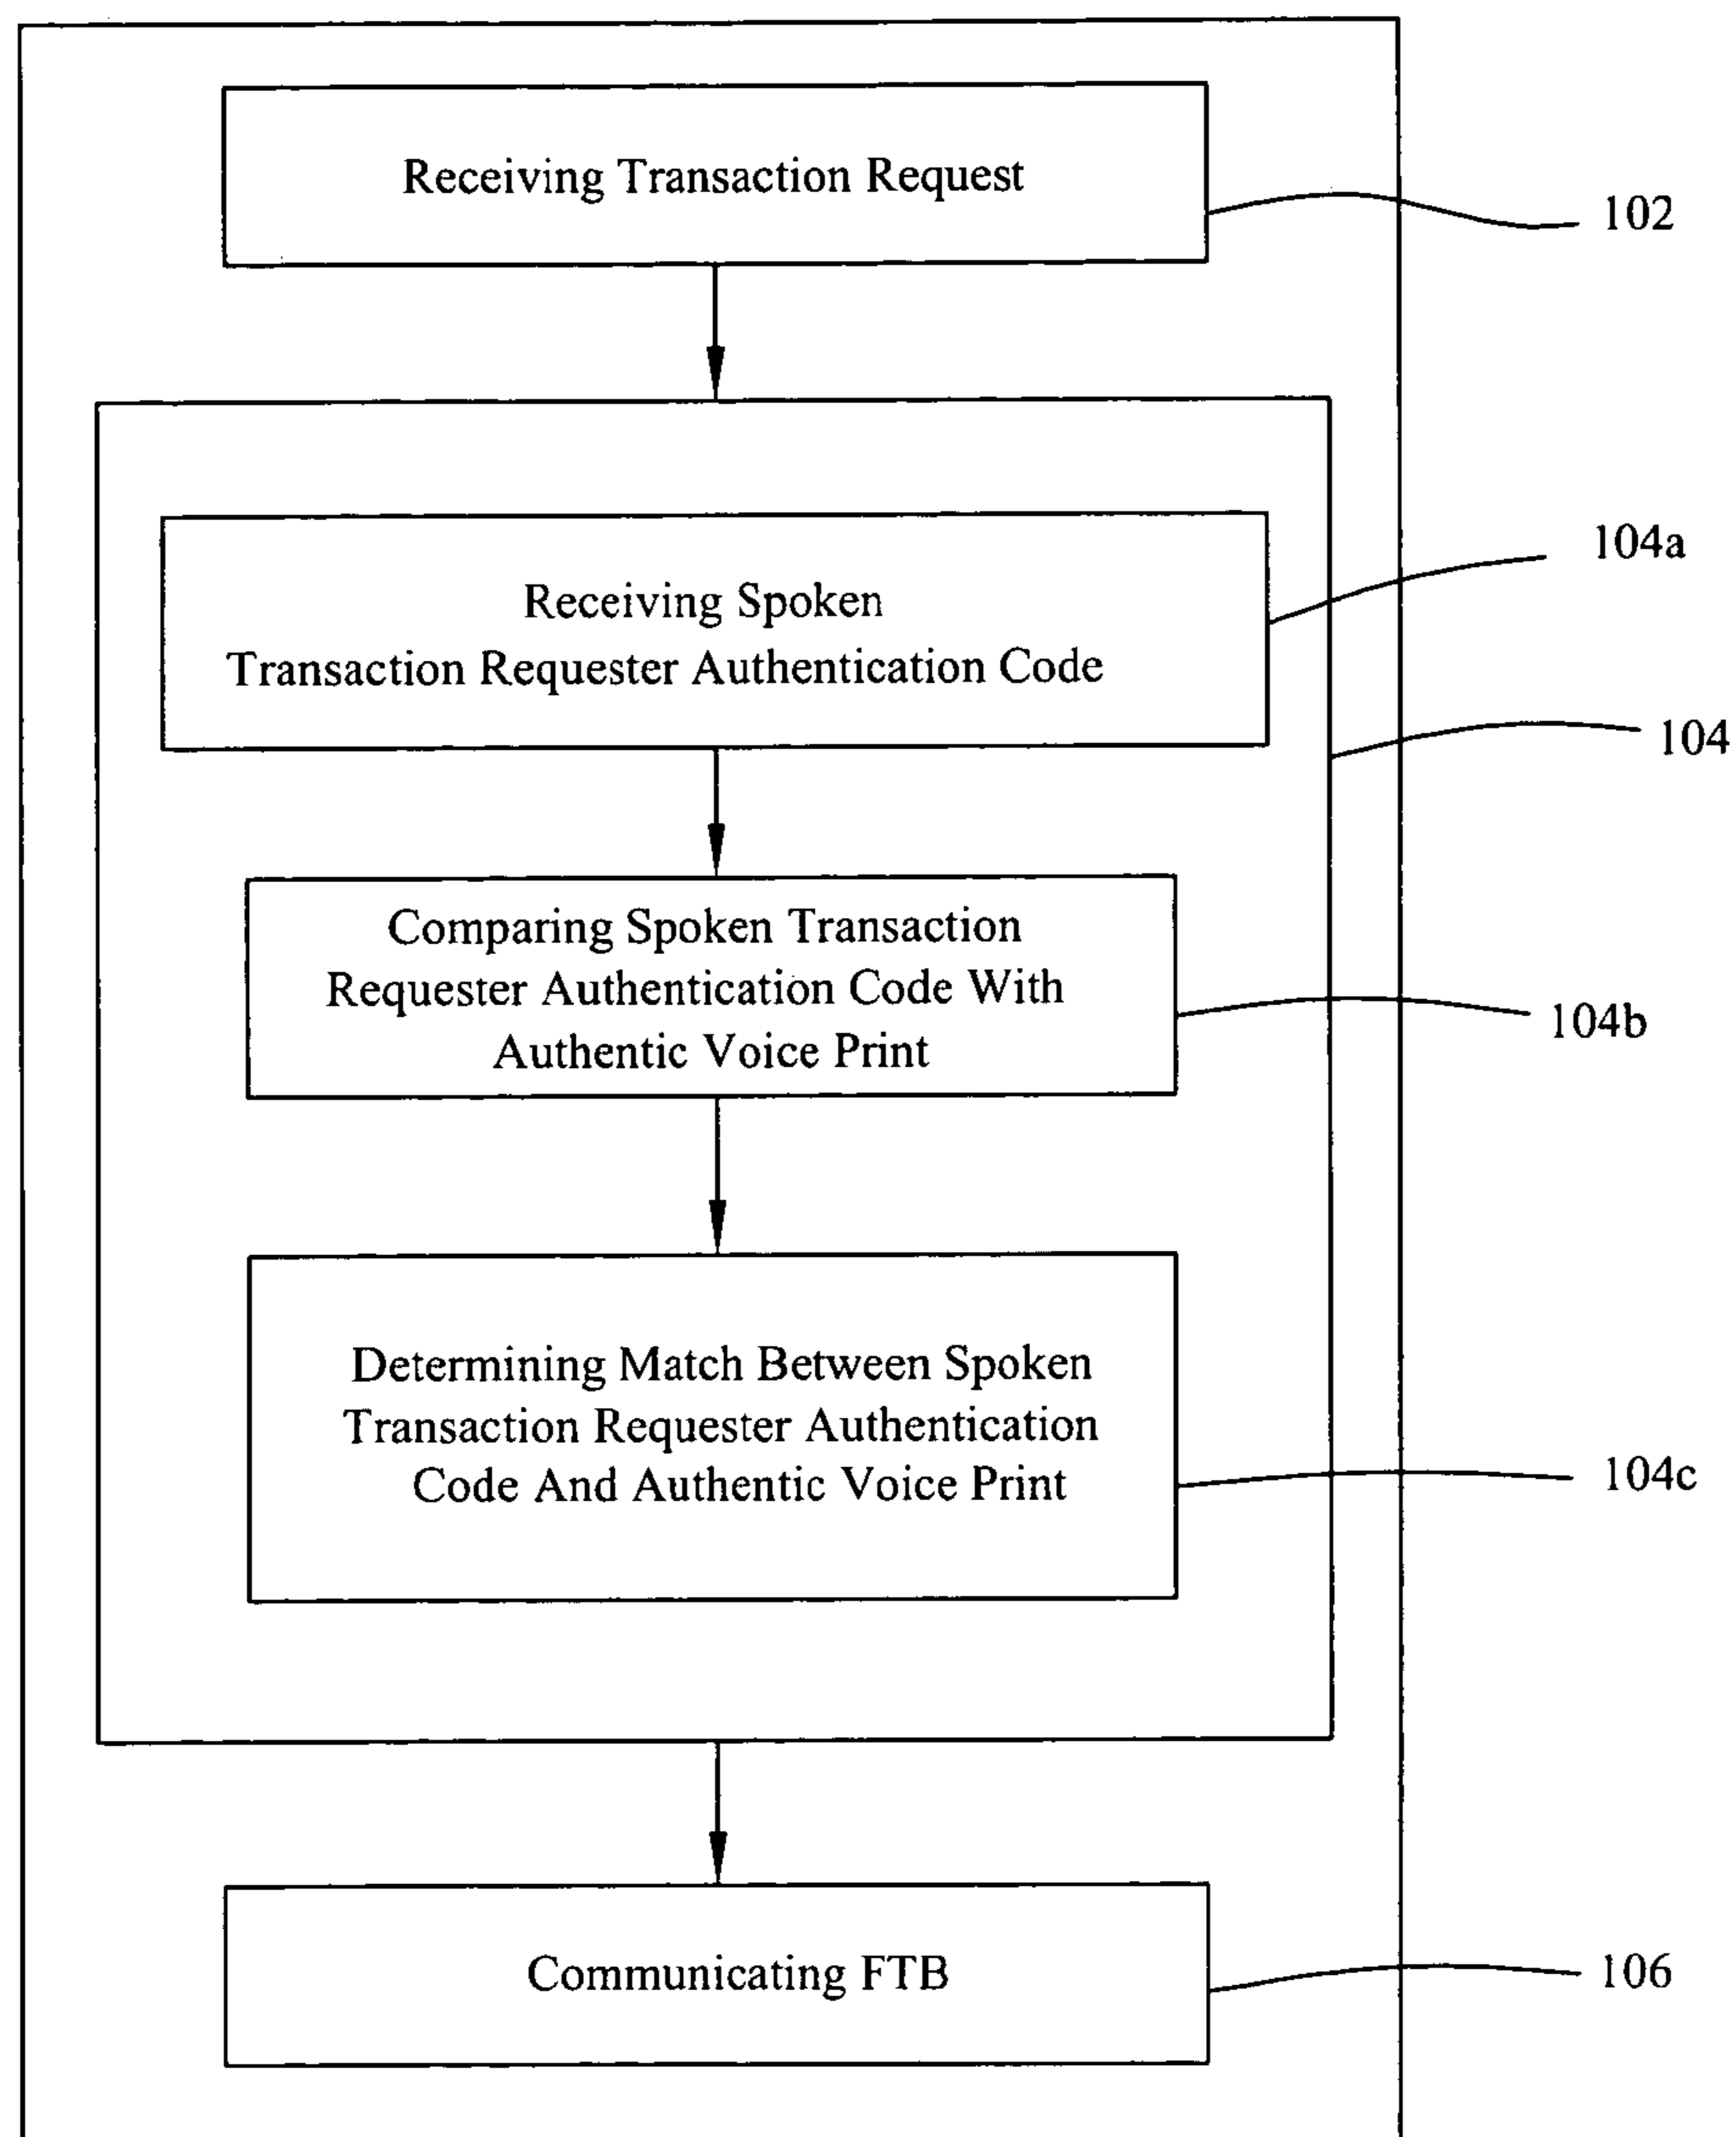 Receiving Transaction Request
102
104a
Receiving Spoken
Transaction Requester Authentication Code
104
Comparing Spoken Transaction
Requester Authentication Code With
Authentic Voice Print
104b
Determining Match Between Spoken
Transaction Requester Authentication
Code And Authentic Voice Print
104c
Communicating FTB
106